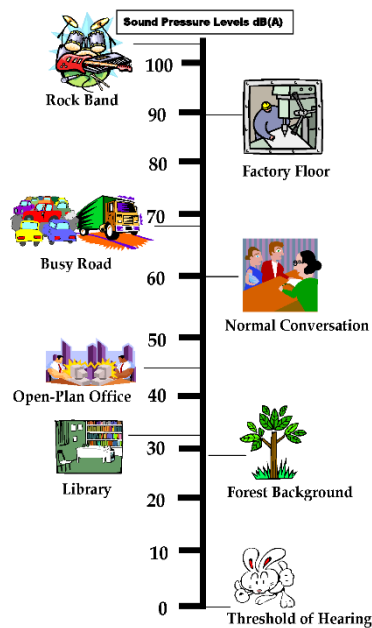 Sound Pressure Levels dB(A)
100
Rock Band
90
Factory Floor
80
70
Busy Road
60
Normal Conversation
50
Open-Plan Office
40
30
Library
Forest Background
20
10
0
Threshold of Hearing